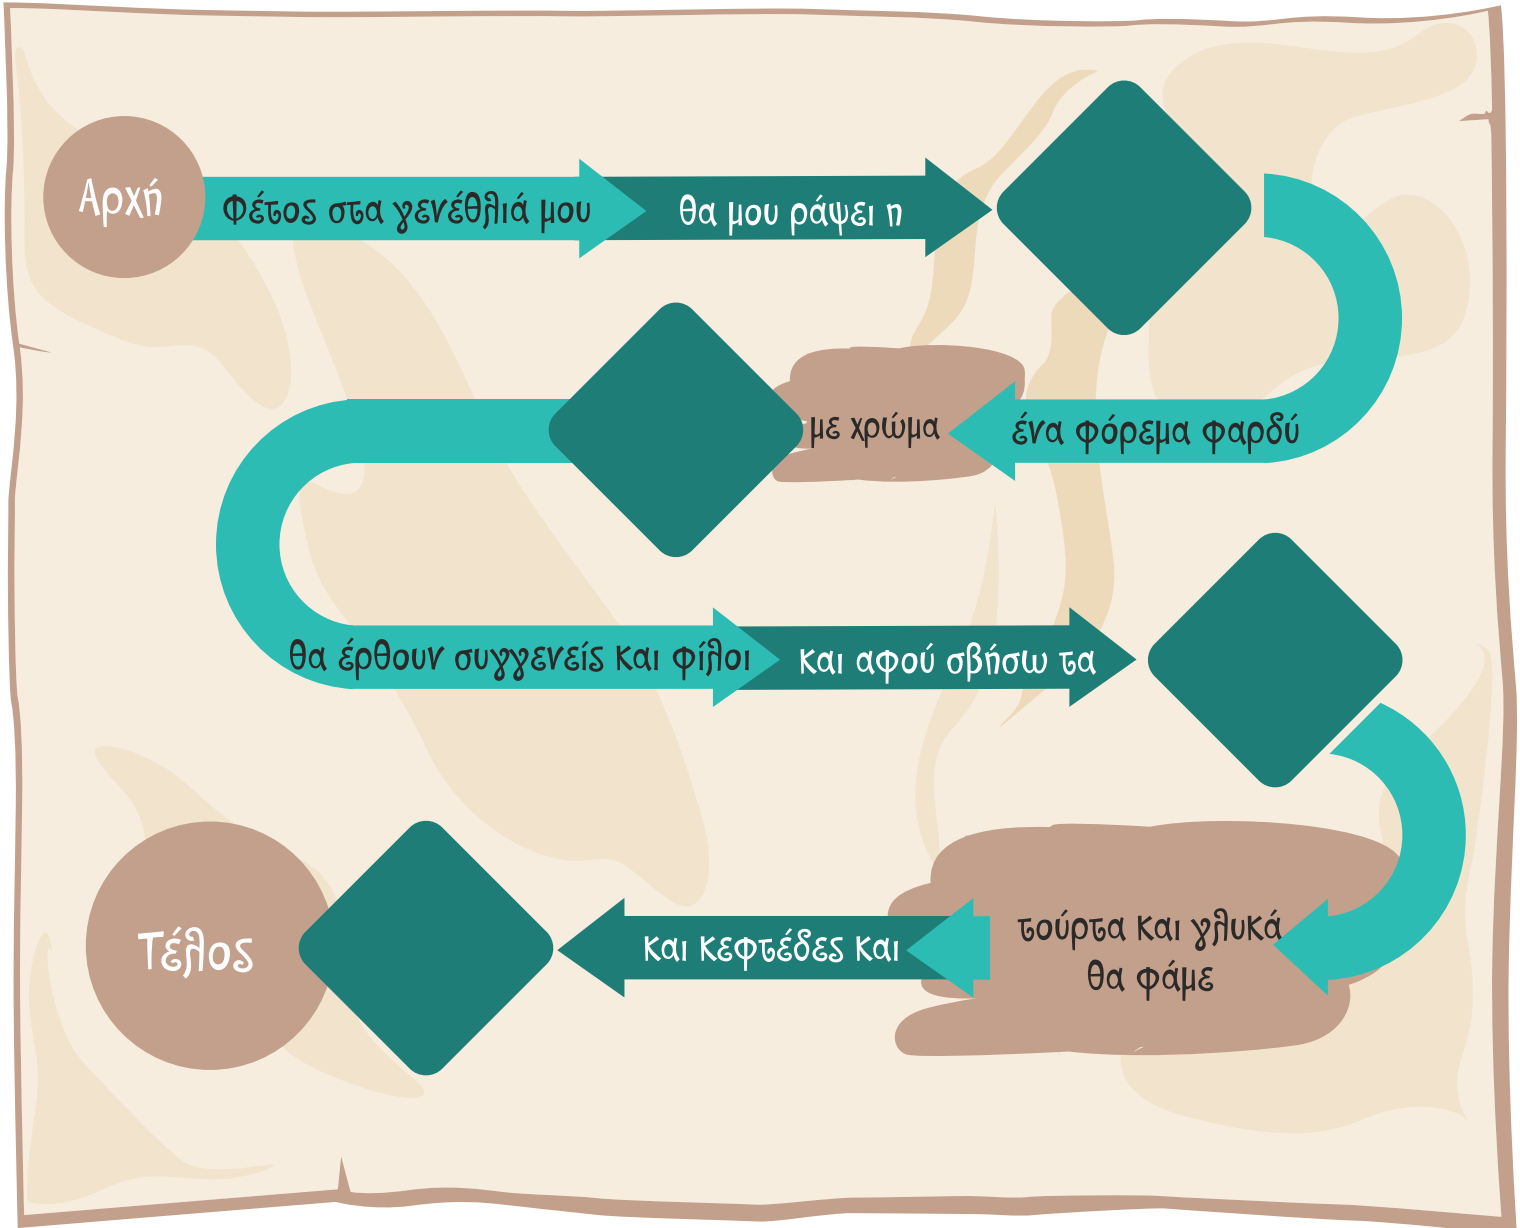 Αρχή
Φέτος στα γενέθλιά μου
θα μου ράψει η
ένα φόρεμα φαρδύ
με χρώμα
θα έρθουν συγγενείς και φίλοι
και αφού σβήσω τα
τούρτα και γλυκά
θα φάμε
και κεφτέδες και
Τέλος